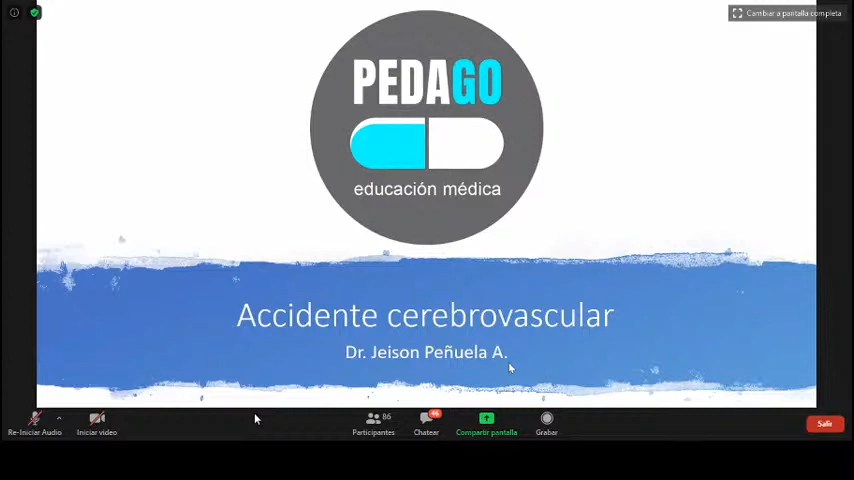 Cambiar a pantalla completa
PEDAGO
educación médica
Accidente cerebrovascular
Dr. Jeison Peñuela A.
86
46
Re-Iniciar Audio
Iniciar video
Participantes
Chatear
Compartir pantalla
Grabar
Salir